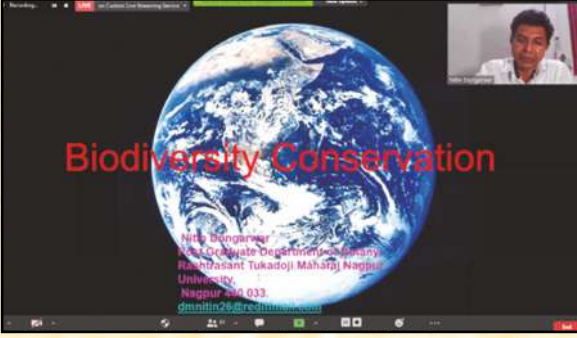 Recording...
LIVE on Custom Live Streaming Service
Biodiversity Conservation
Nitin Dongarwar
Post Graduate Department of Botany,
Rashtrasant Tukadoji Maharaj Nagpur
University,
Nagpur 440 033.
dmnitin26@rediffmail.com
End